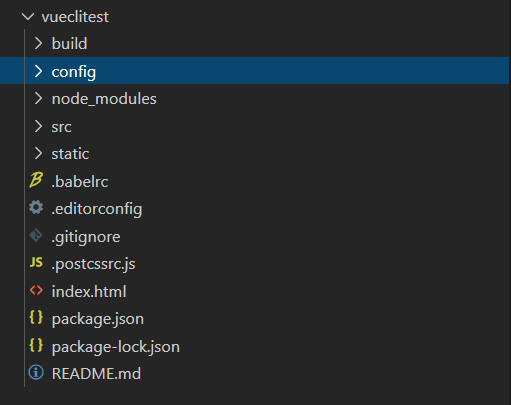 vueclitest
build
config
node_modules
src
static
.babelrc
.editorconfig
.gitignore
JS .postcssrc.js
index.html
{} package.json
{} package-lock.json
README.md